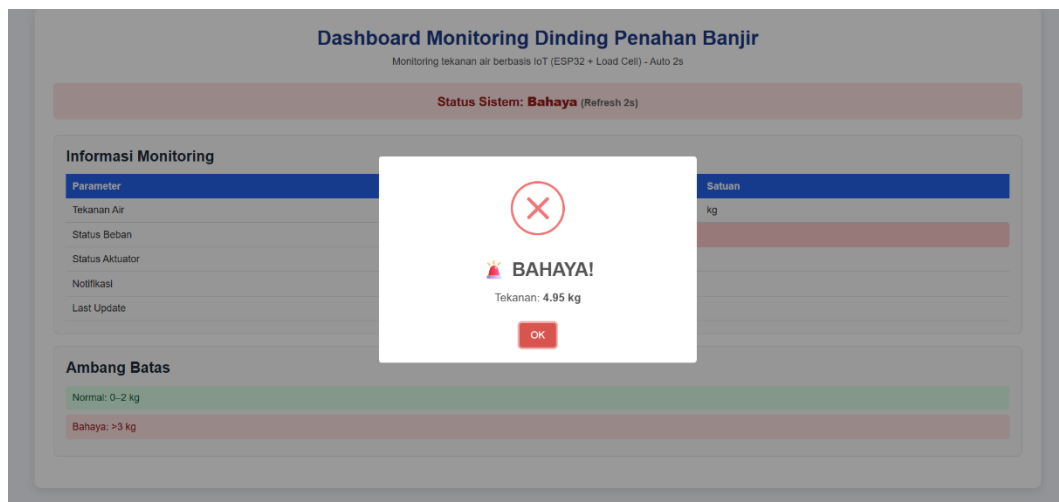 Dashboard Monitoring Dinding Penahan Banjir
Monitoring tekanan air berbasis IoT (ESP32 + Load Cell) - Auto 2s
Status Sistem: Bahaya (Refresh 2s)
Informasi Monitoring
Parameter Satuan
Tekanan Air kg
Status Beban
Status Aktuator
Notifikasi
Last Update
🚨 BAHAYA!
Tekanan: 4.95 kg
OK
Ambang Batas
Normal: 0–2 kg
Bahaya: >3 kg